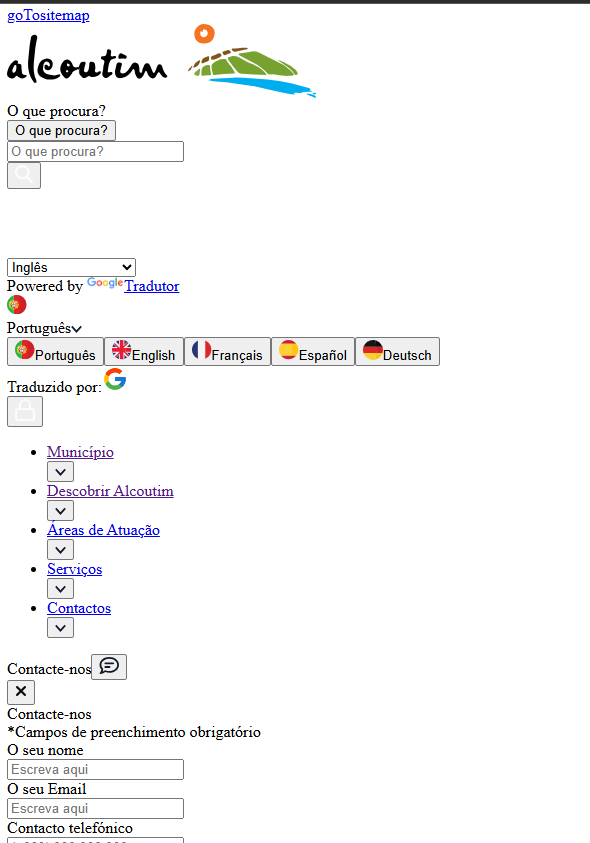 goTositemap
alcoutim
O que procura?
O que procura?
O que procura?
Inglês
Powered by Google Tradutor
Português
Português English Français Español Deutsch
Traduzido por: G
Município
Descobrir Alcoutim
Áreas de Atuação
Serviços
Contactos
Contacte-nos
Contacte-nos
*Campos de preenchimento obrigatório
O seu nome
Escreva aqui
O seu Email
Escreva aqui
Contacto telefónico